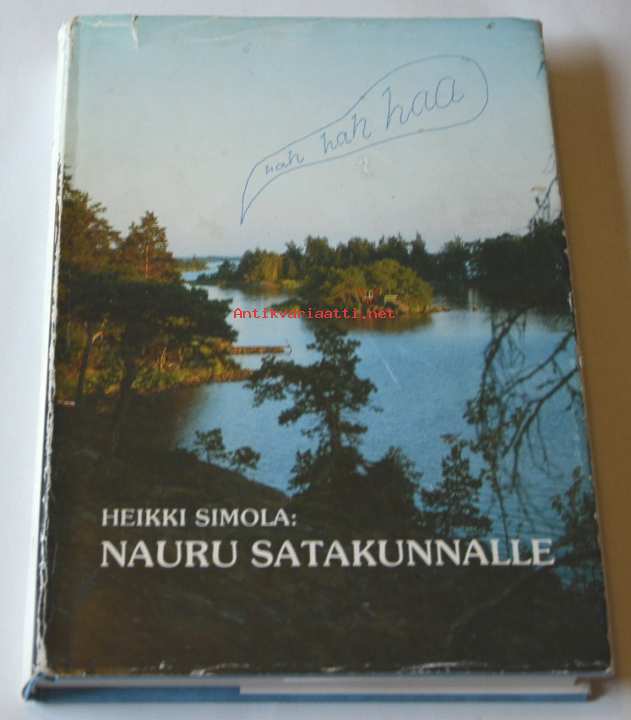 hah hah haa
Antikvariaatti.net
HEIKKI SIMOLA:
NAURU SATAKUNNALLE